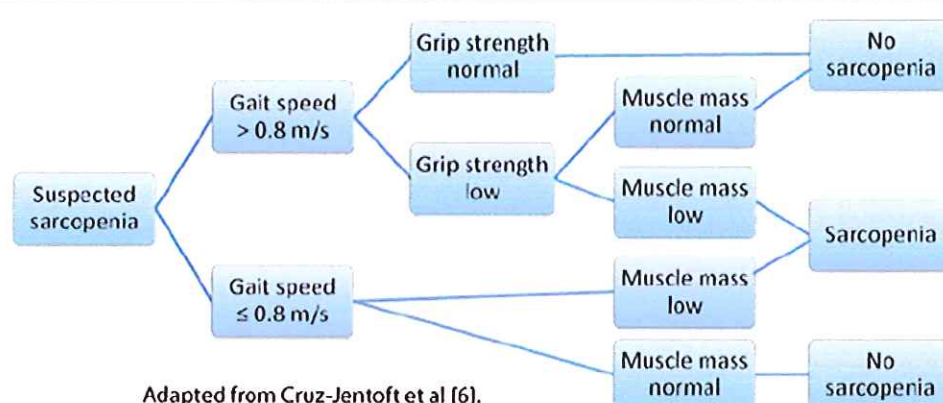 Suspected
sarcopenia
Gait speed
> 0.8 m/s
Gait speed
≤ 0.8 m/s
Grip strength
normal
Grip strength
low
Muscle mass
normal
Muscle mass
low
Muscle mass
low
Muscle mass
normal
No
sarcopenia
Sarcopenia
No
sarcopenia
Adapted from Cruz-Jentoft et al [6].